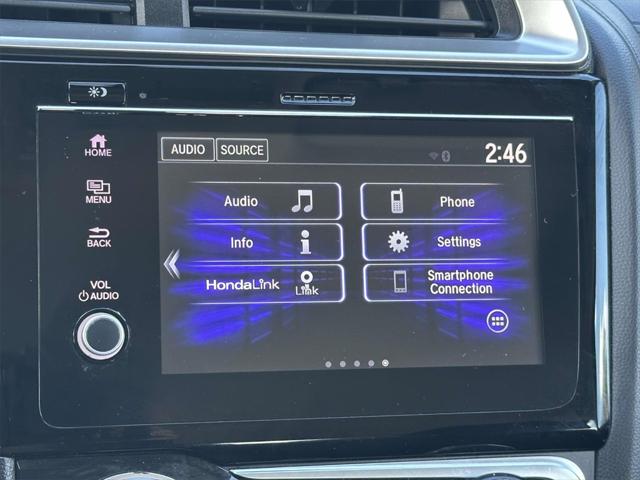 HOME
MENU
BACK
VOL
AUDIO
AUDIO SOURCE
2:46
Audio
Phone
Info
Settings
HondaLink
Link
Smartphone
Connection